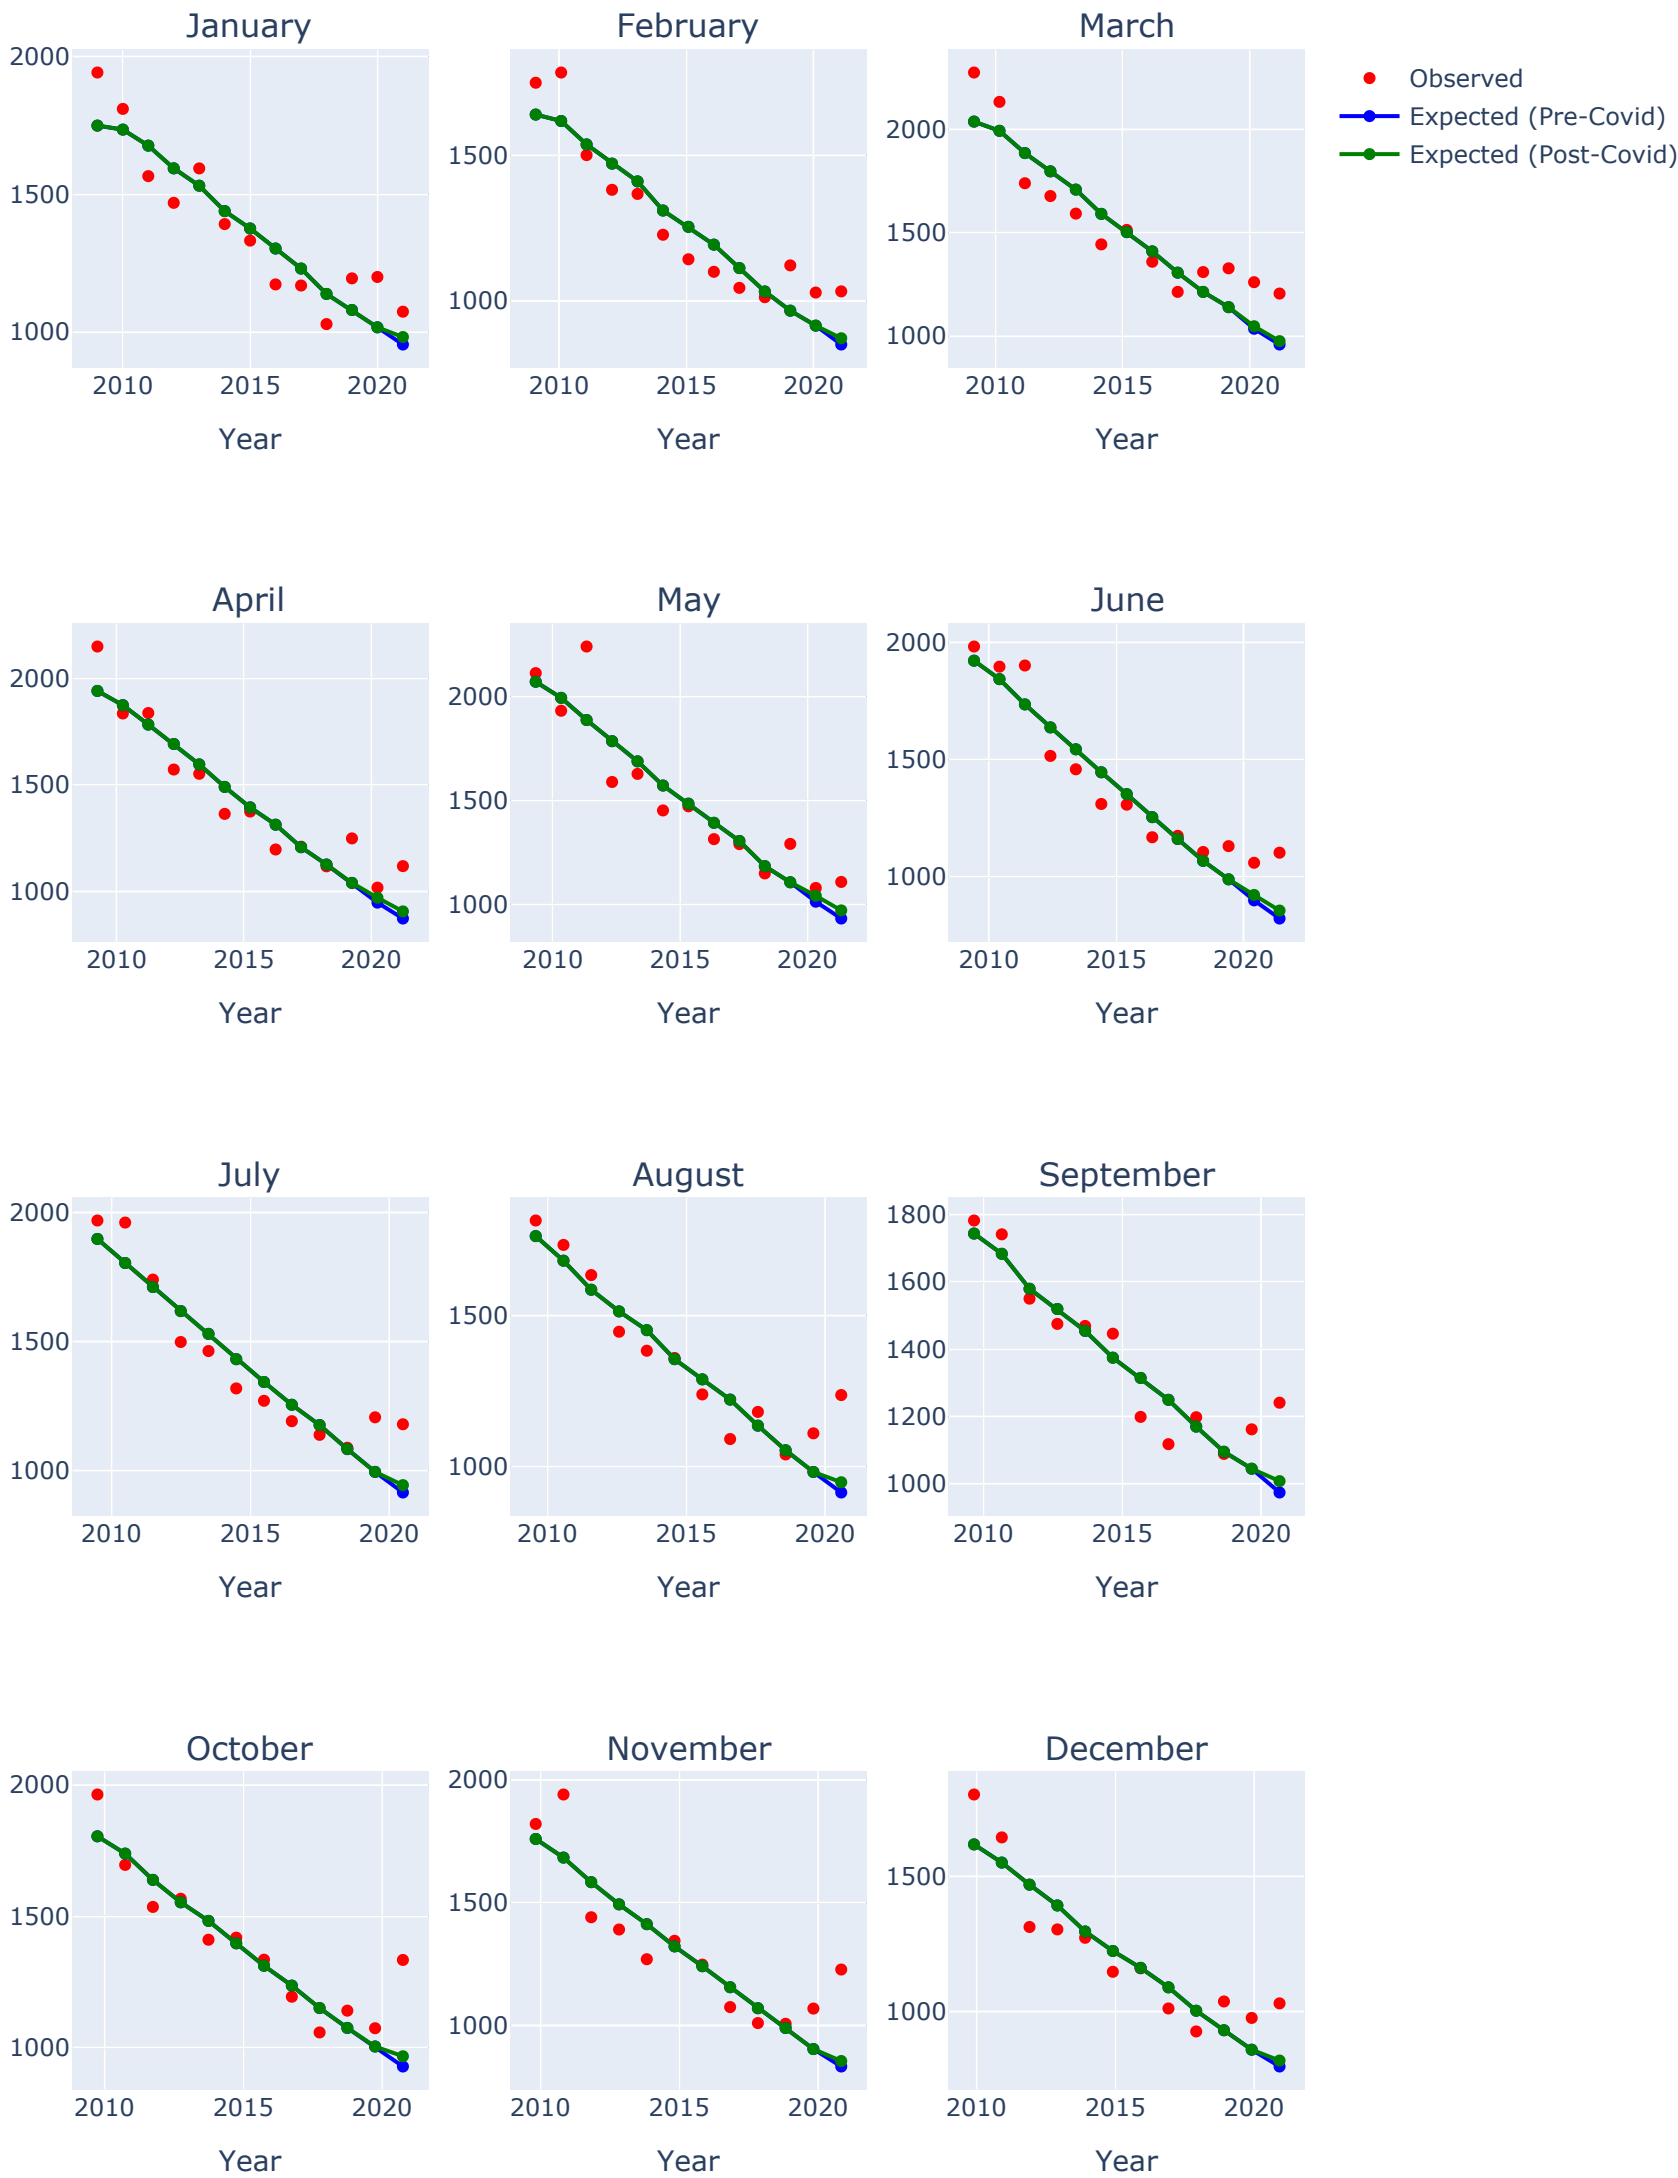 January February March
2000
1500
1000
2010 2015 2020
Year
1500
1000
2010 2015 2020
Year
2000
1500
1000
2010 2015 2020
Year
Observed
Expected (Pre-Covid)
Expected (Post-Covid)
April May June
2000
1500
1000
2010 2015 2020
Year
2000
1500
1000
2010 2015 2020
Year
2000
1500
1000
2010 2015 2020
Year
July August September
2000
1500
1000
2010 2015 2020
Year
1500
1000
2010 2015 2020
Year
1800
1600
1400
1200
1000
2010 2015 2020
Year
October November December
2000
1500
1000
2010 2015 2020
Year
2000
1500
1000
2010 2015 2020
Year
1500
1000
2010 2015 2020
Year